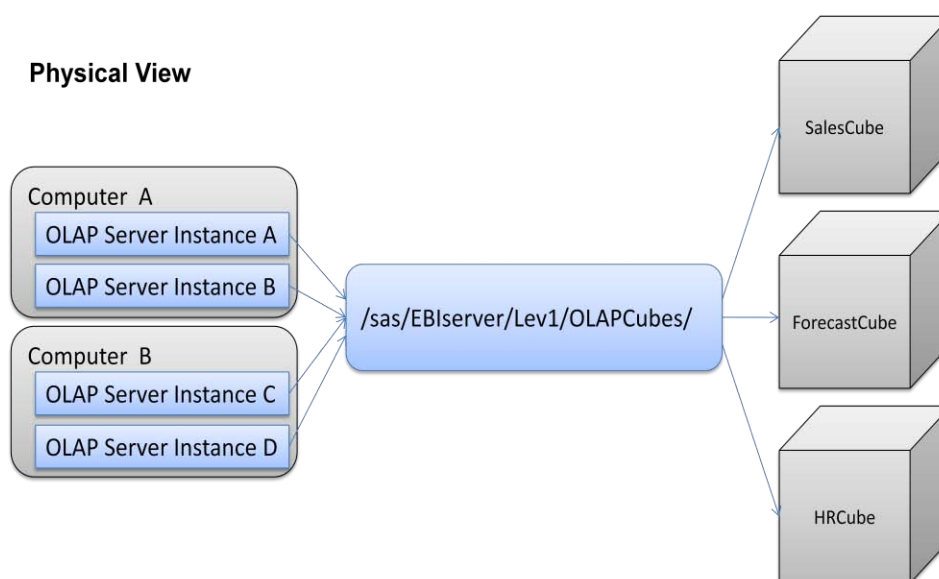 Physical View
Computer A
OLAP Server Instance A
OLAP Server Instance B
Computer B
OLAP Server Instance C
OLAP Server Instance D
/sas/EBIserver/Lev1/OLAPCubes/
SalesCube
ForecastCube
HRCube